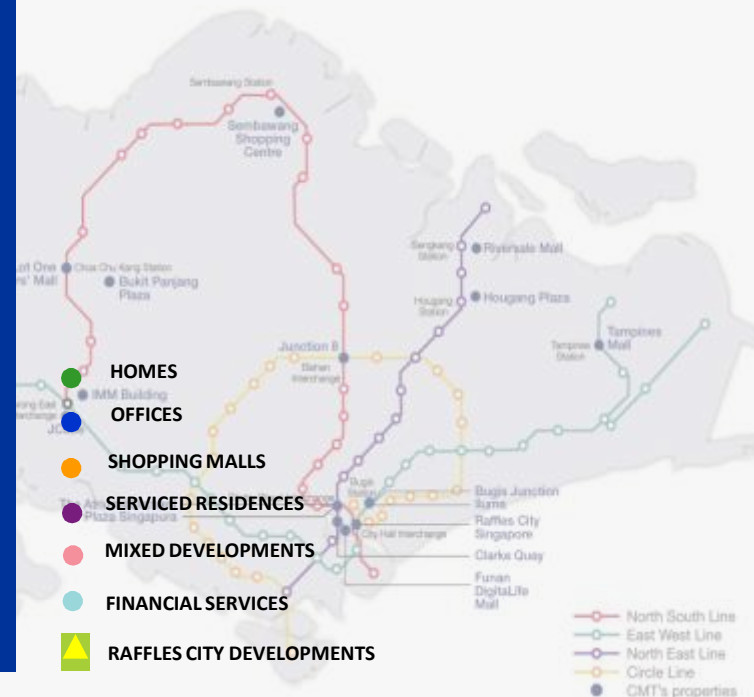 Sembawang Station
Sembawang
Shopping
Centre
Lot One
Choa Chu Kang Station
Mall
Bukit Panjang
Plaza
Sengkang
Station
Rivervale Mall
Hougang
Station
Hougang Plaza
Junction 8
Bishan
Interchange
Tampines
Station
Tampines
Mall
HOMES
IMM Building
OFFICES
SHOPPING MALLS
SERVICED RESIDENCES
Plaza Singapura
Bugis
Station
Bugis Junction
City Hall Interchange
Raffles City
Singapore
MIXED DEVELOPMENTS
Clarke Quay
Funan
DigitaLife
Mall
FINANCIAL SERVICES
RAFFLES CITY DEVELOPMENTS
North South Line
East West Line
North East Line
Circle Line
CMT's properties